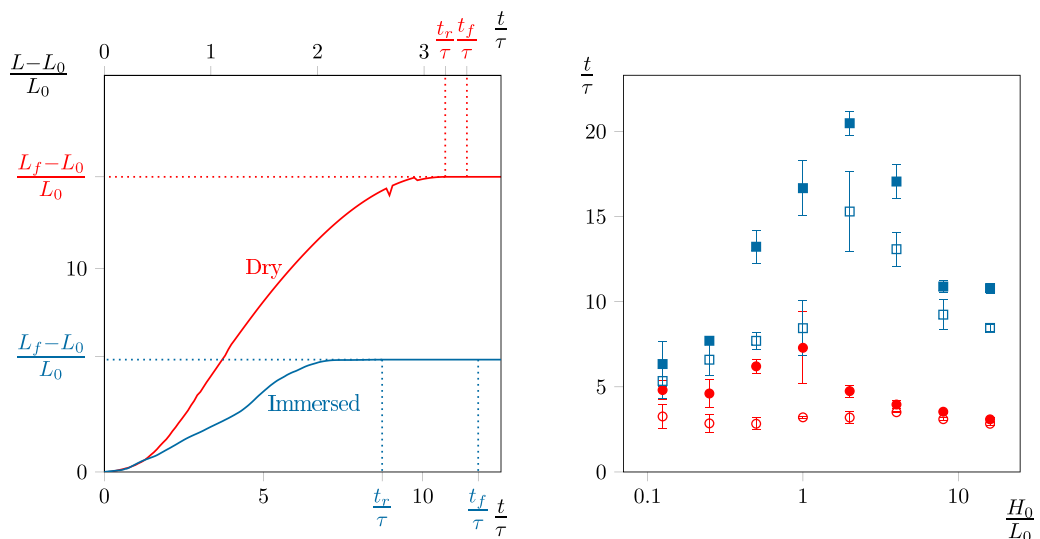 0 1 2 3 t_r/τ t_f/τ t/τ
(L−L_0)/L_0
(L_f−L_0)/L_0
Dry
10
(L_f−L_0)/L_0
Immersed
0
0 5 t_r/τ 10 t_f/τ t/τ
t/τ
20
15
10
5
0
0.1 1 10 H_0/L_0